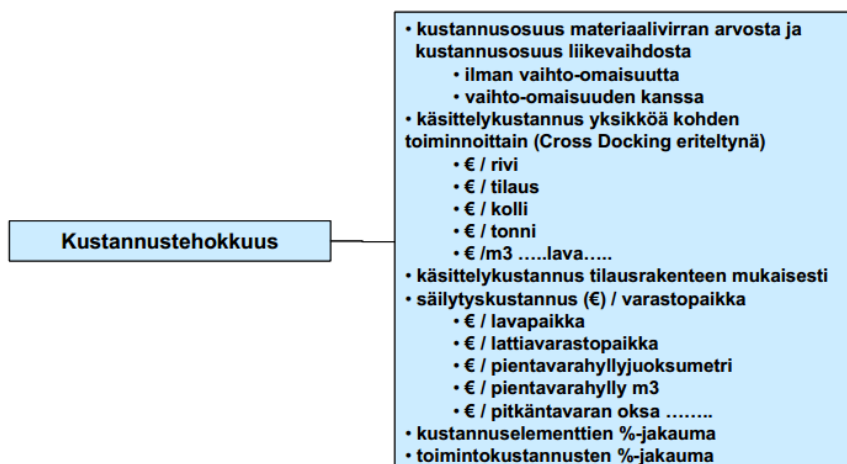 Kustannustehokkuus
• kustannusosuus materiaalivirran arvosta ja
kustannusosuus liikevaihdosta
• ilman vaihto-omaisuutta
• vaihto-omaisuuden kanssa
• käsittelykustannus yksikköä kohden
toiminnoittain (Cross Docking eriteltynä)
• € / rivi
• € / tilaus
• € / kolli
• € / tonni
• € /m3 …..lava…..
• käsittelykustannus tilausrakenteen mukaisesti
• säilytyskustannus (€) / varastopaikka
• € / lavapaikka
• € / lattiavarastopaikka
• € / pientavarahyllyjuoksumetri
• € / pientavarahylly m3
• € / pitkäntavaran oksa ……..
• kustannuselementtien %-jakauma
• toimintokustannusten %-jakauma